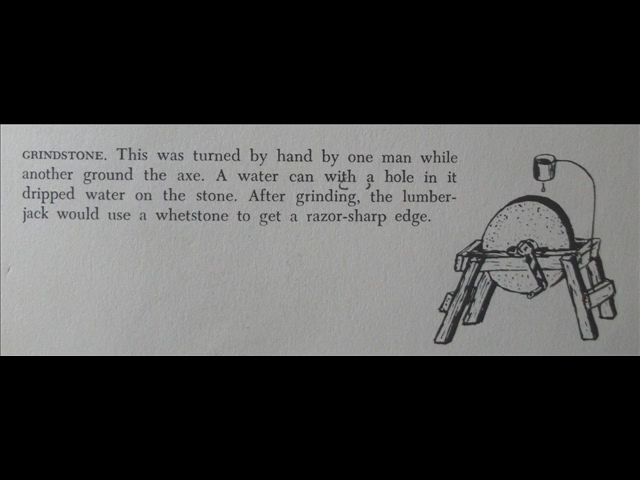 GRINDSTONE. This was turned by hand by one man while
another ground the axe. A water can with a hole in it
dripped water on the stone. After grinding, the lumber-
jack would use a whetstone to get a razor-sharp edge.